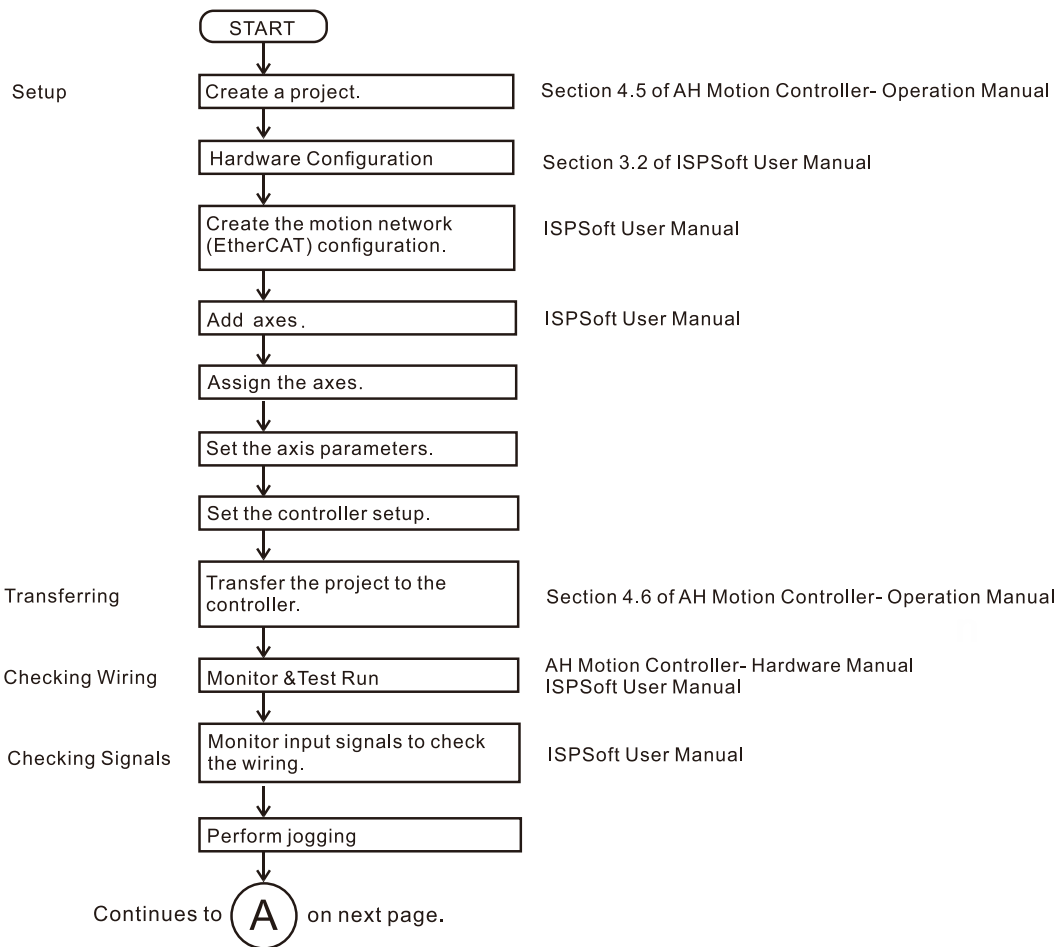 START
Setup
Create a project.
Section 4.5 of AH Motion Controller- Operation Manual
Hardware Configuration
Section 3.2 of ISPSoft User Manual
Create the motion network
(EtherCAT) configuration.
ISPSoft User Manual
Add axes.
ISPSoft User Manual
Assign the axes.
Set the axis parameters.
Set the controller setup.
Transferring
Transfer the project to the
controller.
Section 4.6 of AH Motion Controller- Operation Manual
Checking Wiring
Monitor &Test Run
AH Motion Controller- Hardware Manual
ISPSoft User Manual
Checking Signals
Monitor input signals to check
the wiring.
ISPSoft User Manual
Perform jogging
Continues to A on next page.